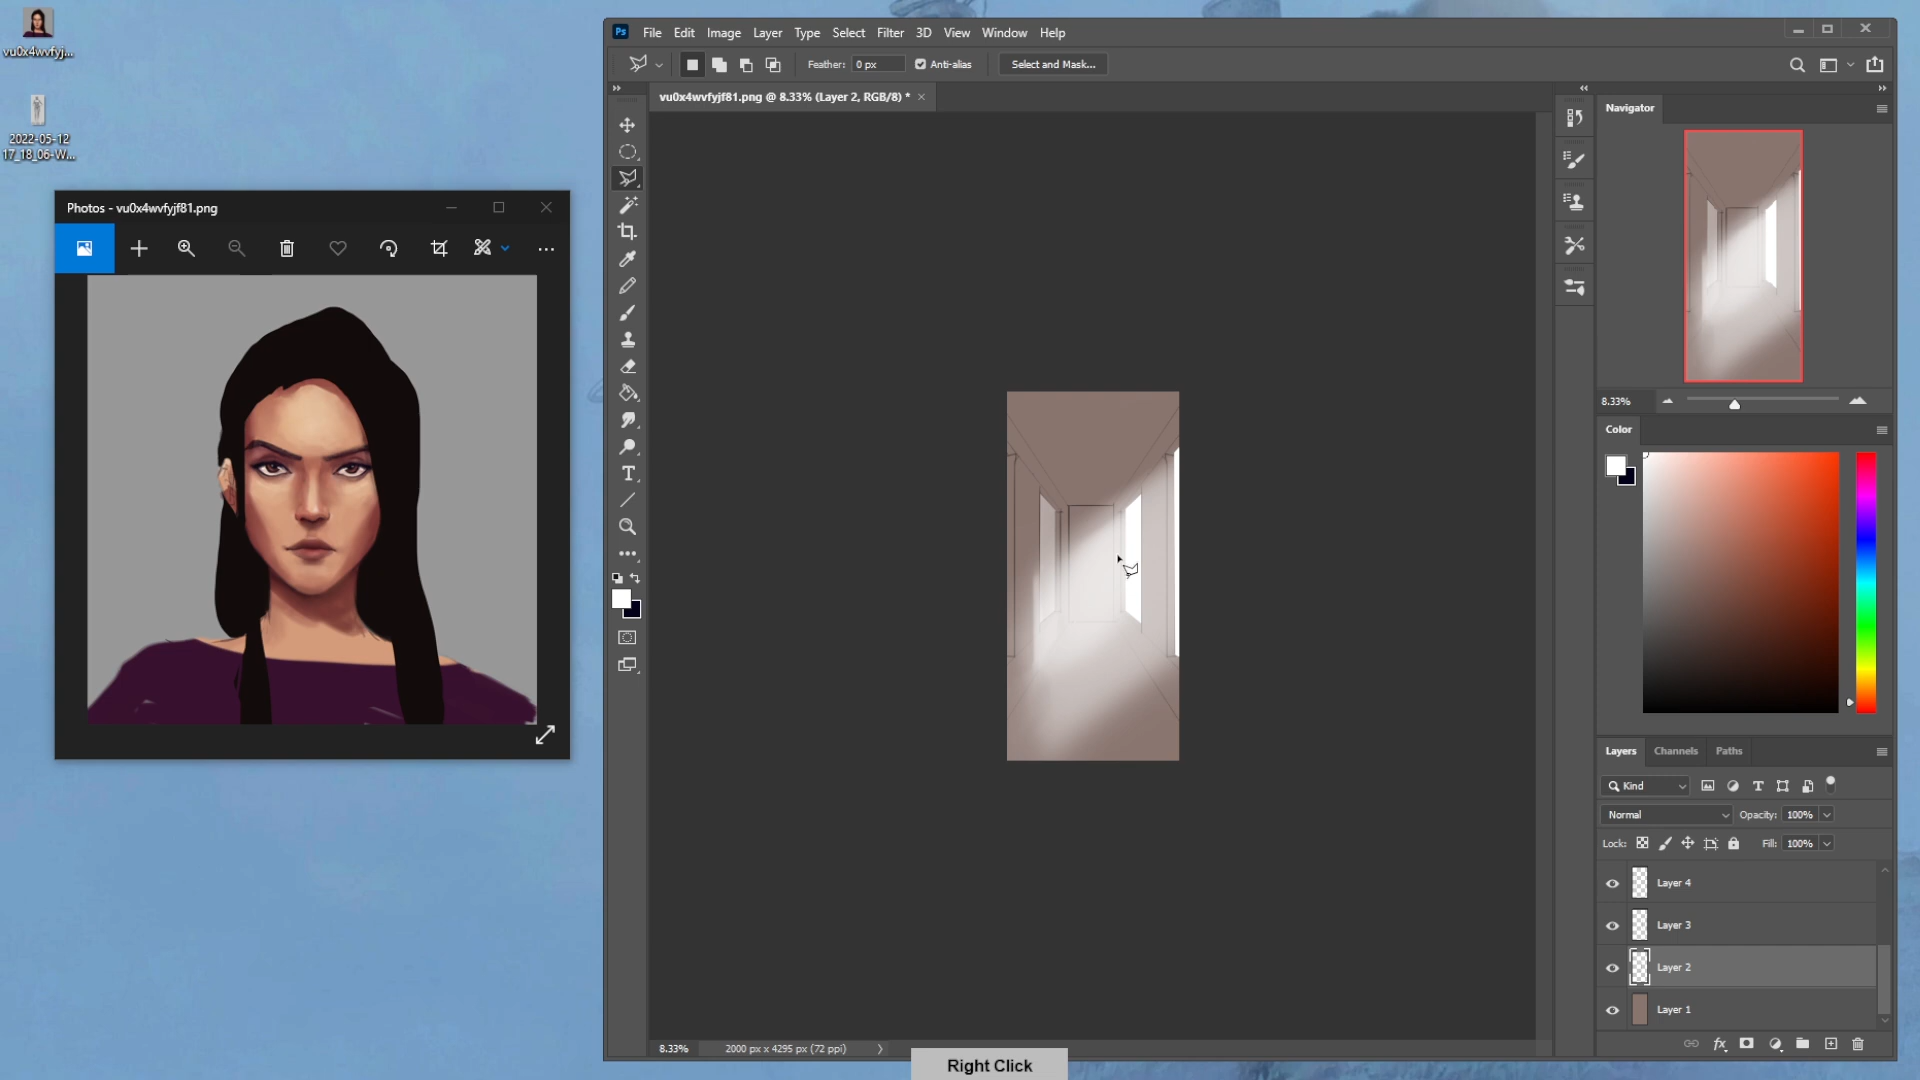 vu0x4wvfyjf...
2022-05-12
17_18_06-W...
Photos - vu0x4wvfyjf81.png
Ps File Edit Image Layer Type Select Filter 3D View Window Help
Feather: 0 px Anti-alias Select and Mask...
vu0x4wvfyjf81.png @ 8.33% (Layer 2, RGB/8) *
Navigator
8.33%
Color
Layers Channels Paths
Kind
Normal Opacity: 100%
Lock: Fill: 100%
Layer 4
Layer 3
Layer 2
Layer 1
fx
8.33% 2000 px x 4295 px (72 ppi)
Right Click